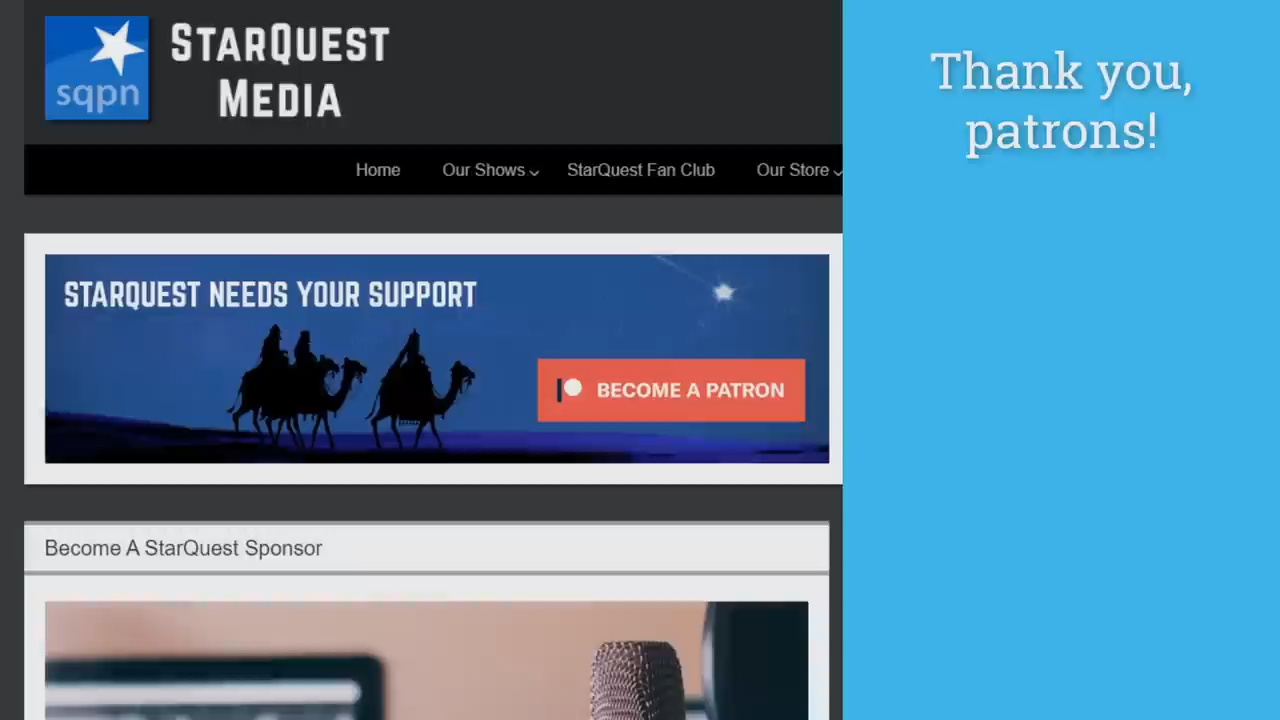 sqpn
STARQUEST
MEDIA
Home Our Shows StarQuest Fan Club Our Store
STARQUEST NEEDS YOUR SUPPORT
BECOME A PATRON
Become A StarQuest Sponsor
Thank you,
patrons!